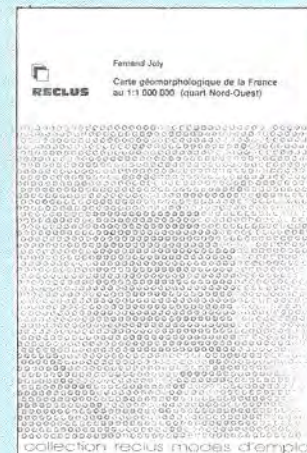 Fernand Joly
RECLUS
Carte géomorphologique de la France
au 1:1 000 000 (quart Nord-Ouest)
collection reclus modes d'emploi